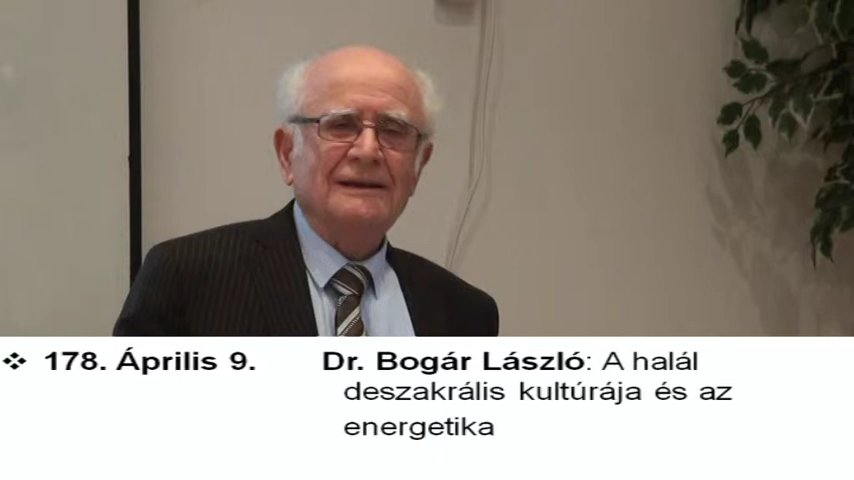 ❖ 178. Április 9. Dr. Bogár László: A halál
deszakrális kultúrája és az
energetika